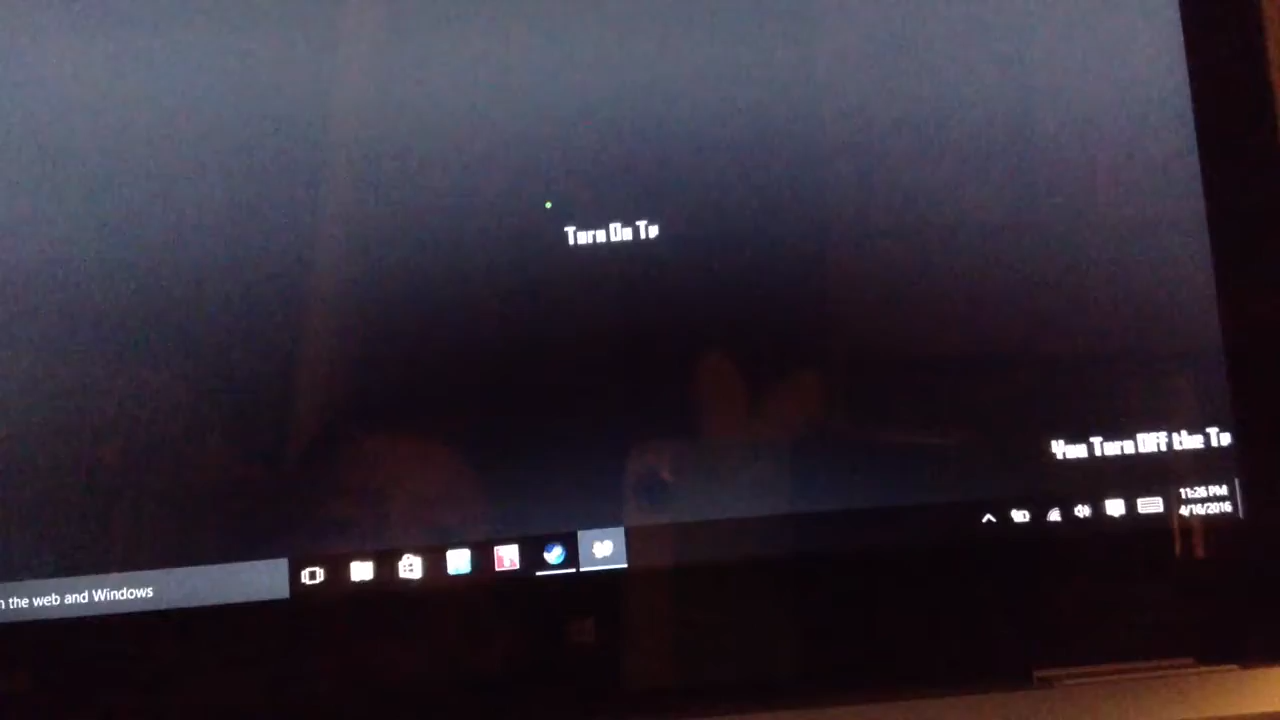 Turn On Tv
You Turn Off the Tv
11:26 PM
4/16/2016
n the web and Windows